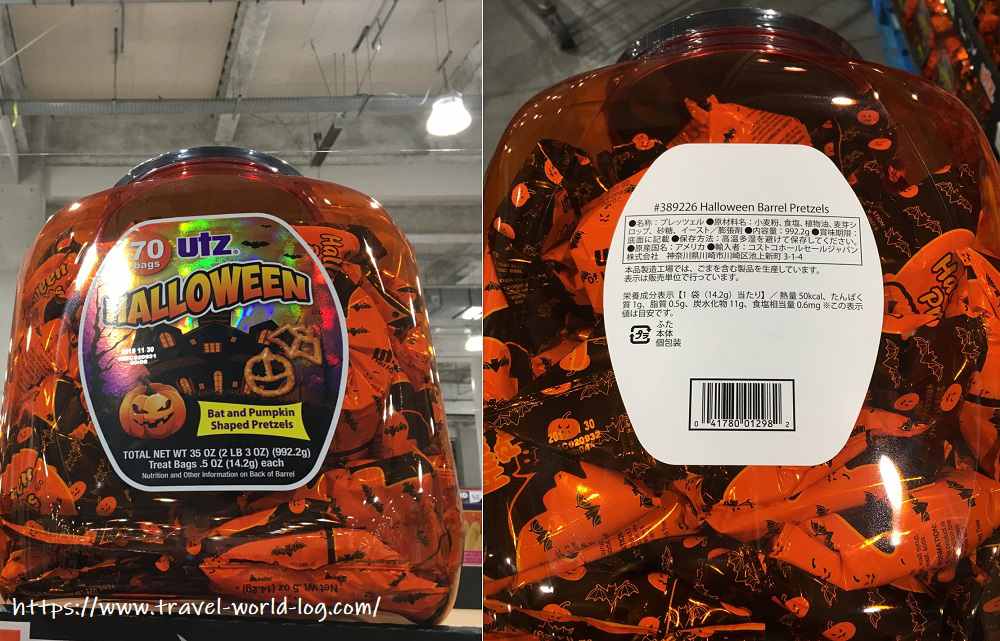 70
bags
utz
HALLOWEEN
2018 11 30
Bat and Pumpkin
Shaped Pretzels
TOTAL NET WT 35 OZ (2 LB 3 OZ) (992.2g)
Treat Bags .5 OZ (14.2g) each
Nutrition and Other Information on Back of Barrel
https://www.travel-world-log.com/
#389226 Halloween Barrel Pretzels
●名称：プレッツェル ●原材料名：小麦粉、食塩、植物油、麦芽シ
ロップ、砂糖、イースト／膨張剤 ●内容量：992.2g ●賞味期限：
底面に記載 ●保存方法：高温多湿を避けて保存してください。
●原産国名：アメリカ ●輸入者：コストコホールセールジャパン
株式会社　神奈川県川崎市川崎区池上新町 3-1-4
本品製造工場では、ごまを含む製品を生産しています。
表示は販売単位で行っています。
栄養成分表示【1 袋（14.2g）当たり】／ 熱量 50kcal、たんぱく
質 1g、脂質 0.5g、炭水化物 11g、食塩相当量 0.6mg ※この表示
値は目安です。
プラ
ふた
本体
個包装
0 41780 01298 2